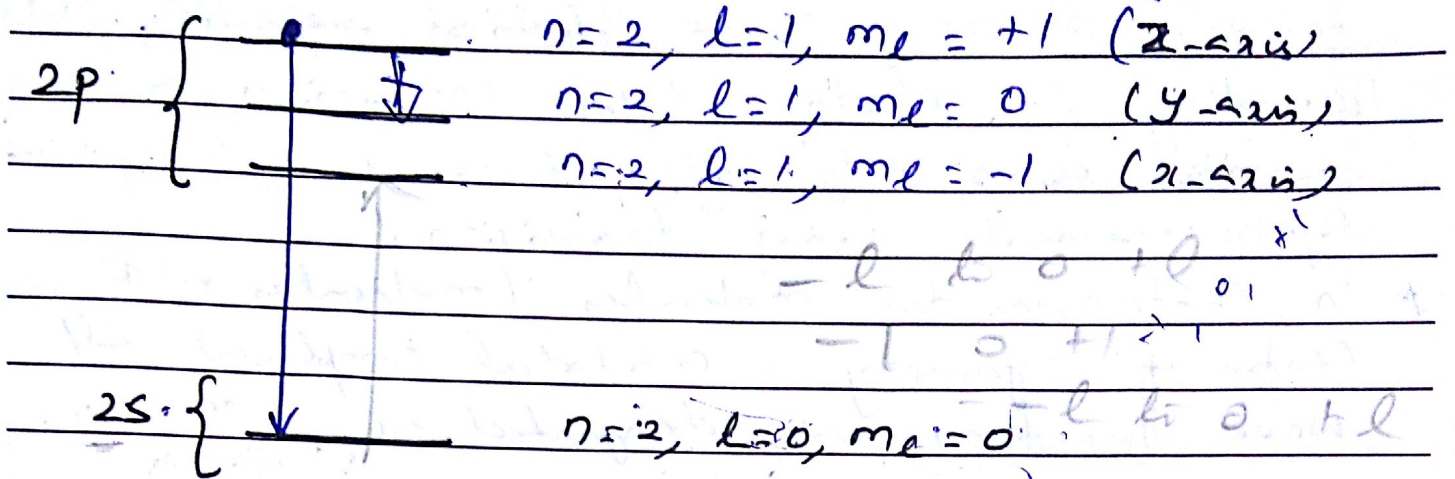 n=2, l=1, ml = +1 (z-axis)
2p
n=2, l=1, ml = 0 (y-axis)
n=2, l=1, ml = -1 (x-axis)
-l to 0 +l
-1 0 +1
-l to 0 +l
2s
n=2, l=0, ml = 0